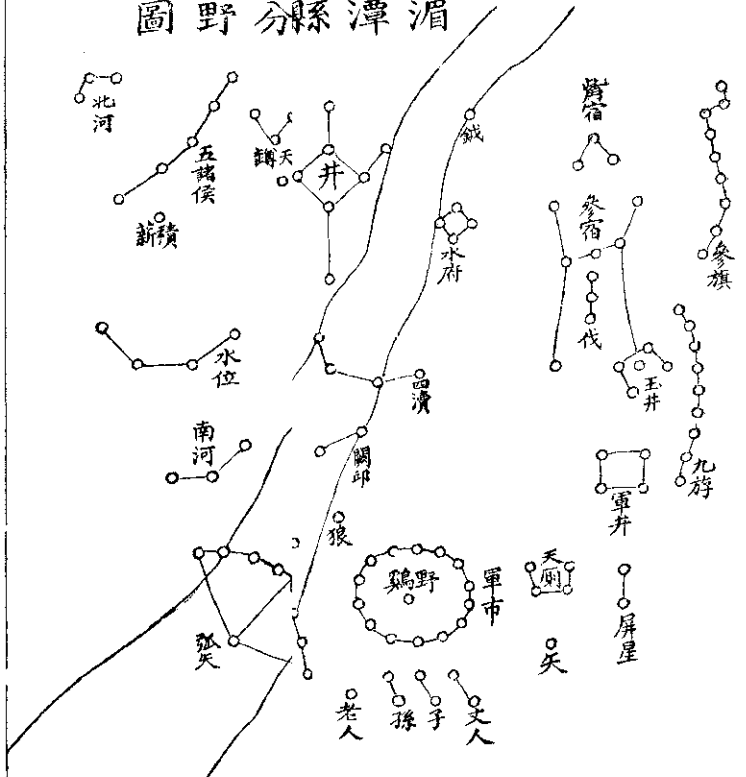 湄潭縣分野圖
參旗
九斿
觜宿
參宿
伐
玉井
軍井
屏星
天厠
矢
鉞
水府
四瀆
闕邱
狼
軍市
野鷄
丈人
子
孫
老人
井
天罇
五諸侯
北河
積薪
水位
南河
弧矢